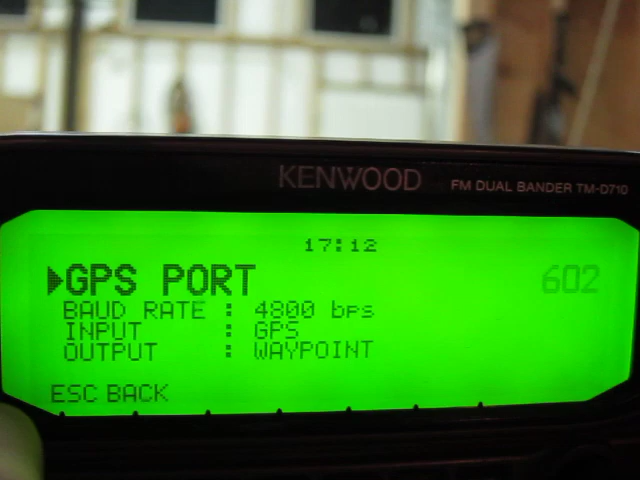 KENWOOD FM DUAL BANDER TM-D710
17:12
GPS PORT 602
BAUD RATE : 4800 bps
INPUT : GPS
OUTPUT : WAYPOINT
ESC BACK